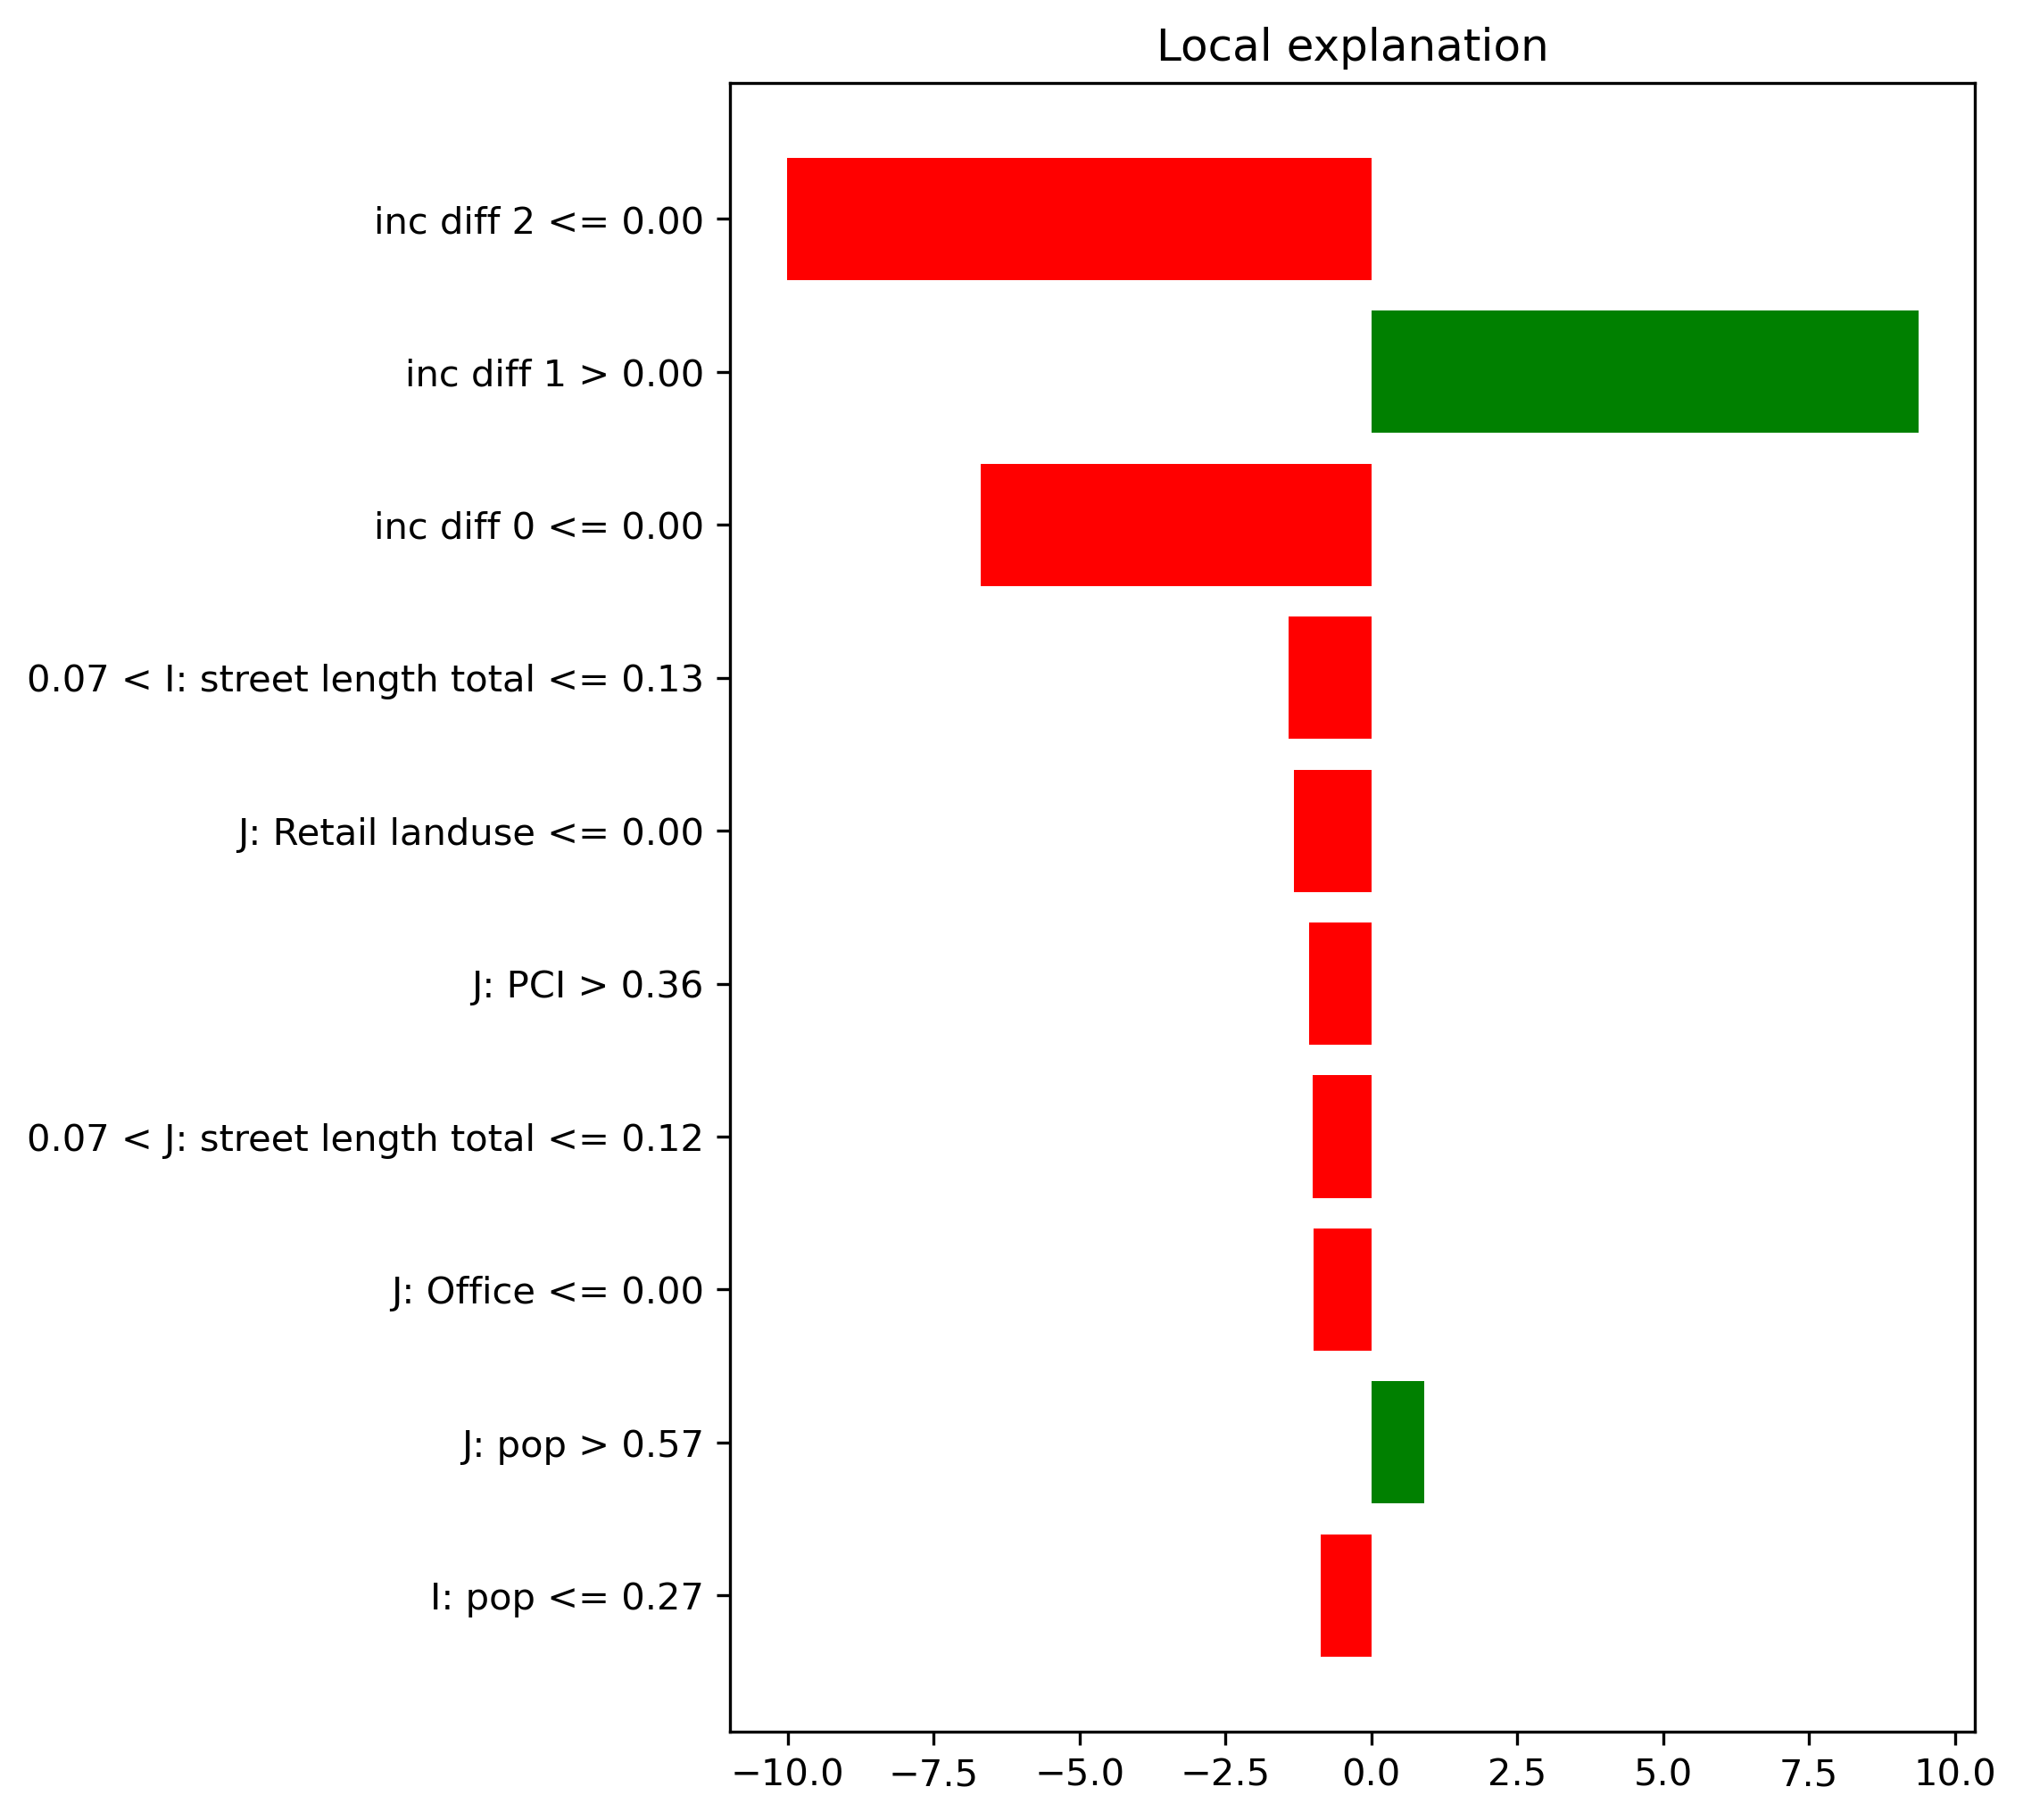 Local explanation
inc diff 2 <= 0.00
inc diff 1 > 0.00
inc diff 0 <= 0.00
0.07 < I: street length total <= 0.13
J: Retail landuse <= 0.00
J: PCI > 0.36
0.07 < J: street length total <= 0.12
J: Office <= 0.00
J: pop > 0.57
I: pop <= 0.27
−10.0 −7.5 −5.0 −2.5 0.0 2.5 5.0 7.5 10.0